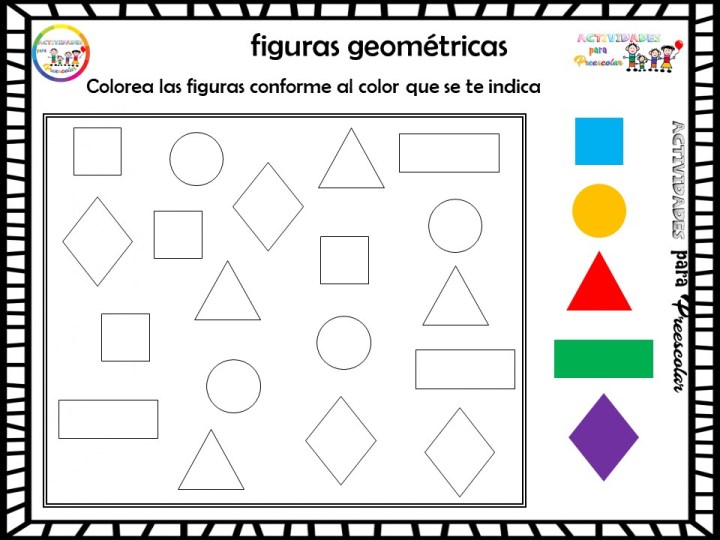 figuras geométricas
Colorea las figuras conforme al color que se te indica
ACTIVIDADES
para
Preescolar
ACTIVIDADES
para
Preescolar
ACTIVIDADES para Preescolar